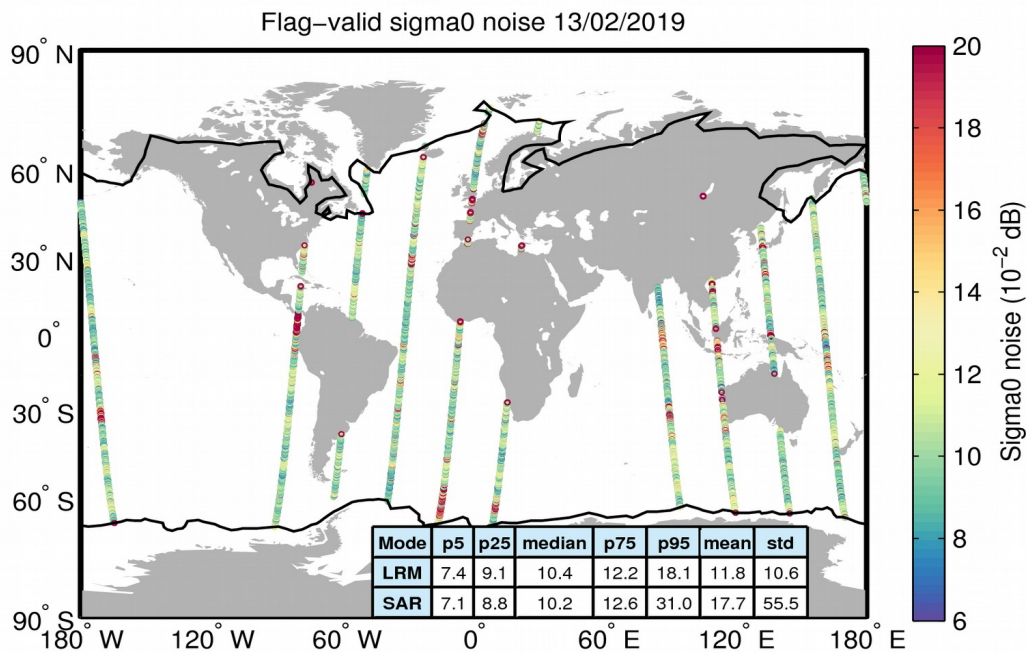 Flag−valid sigma0 noise 13/02/2019
90° N
60° N
30° N
0°
30° S
60° S
90° S
180° W
120° W
60° W
0°
60° E
120° E
180° E
20
18
16
14
12
10
8
6
Sigma0 noise (10⁻² dB)
Mode p5 p25 median p75 p95 mean std
LRM 7.4 9.1 10.4 12.2 18.1 11.8 10.6
SAR 7.1 8.8 10.2 12.6 31.0 17.7 55.5